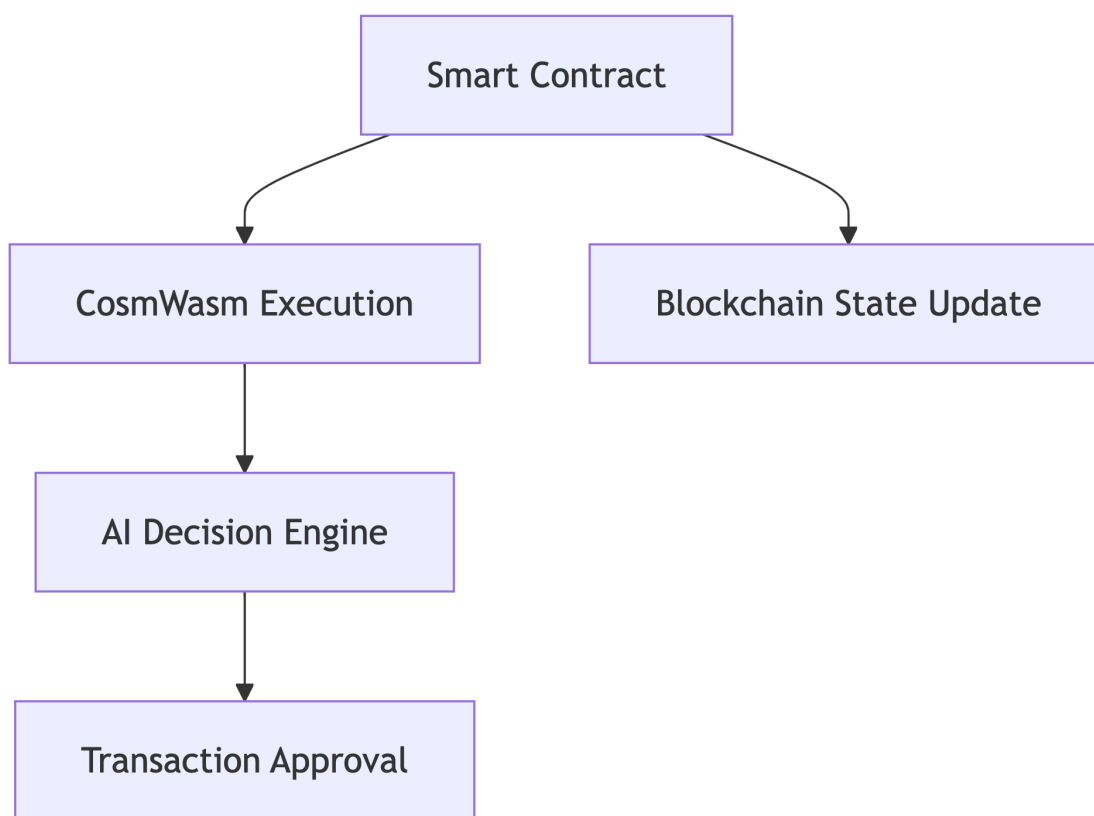 Smart Contract
CosmWasm Execution
Blockchain State Update
AI Decision Engine
Transaction Approval